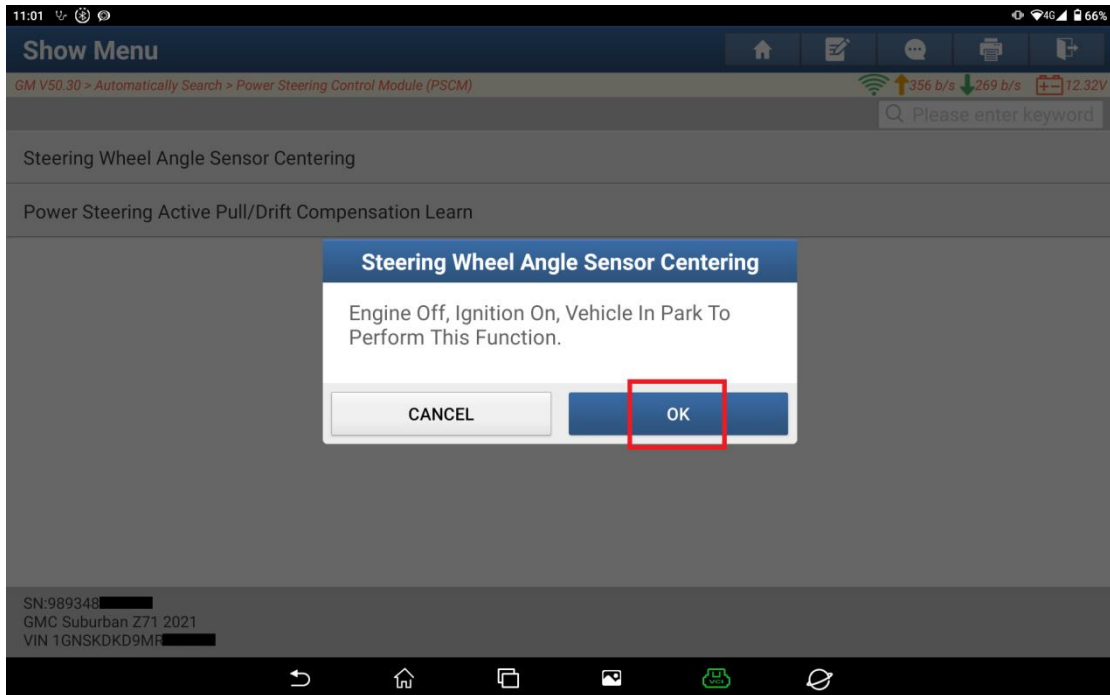 11:01
4G 66%
Show Menu
GM V50.30 > Automatically Search > Power Steering Control Module (PSCM)
356 b/s 269 b/s 12.32V
Please enter keyword
Steering Wheel Angle Sensor Centering
Power Steering Active Pull/Drift Compensation Learn
Steering Wheel Angle Sensor Centering
Engine Off, Ignition On, Vehicle In Park To
Perform This Function.
CANCEL
OK
SN:989348
GMC Suburban Z71 2021
VIN 1GNSKDKD9MR
VCI